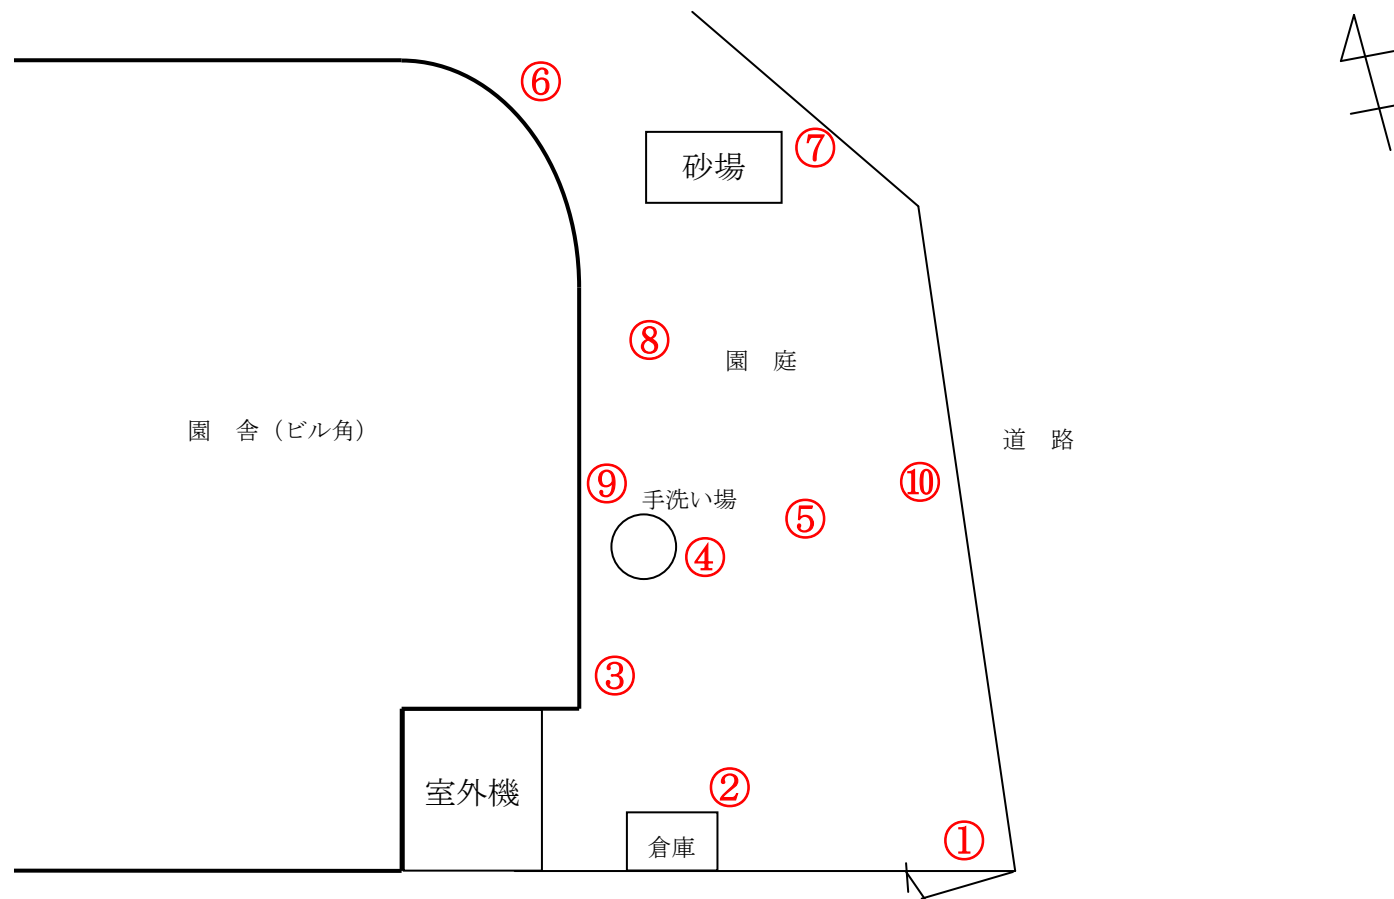 ⑥
⑦
砂場
⑧
園　庭
園　舎（ビル角）
道　路
⑨
手洗い場
⑩
⑤
④
③
②
室外機
倉庫
①